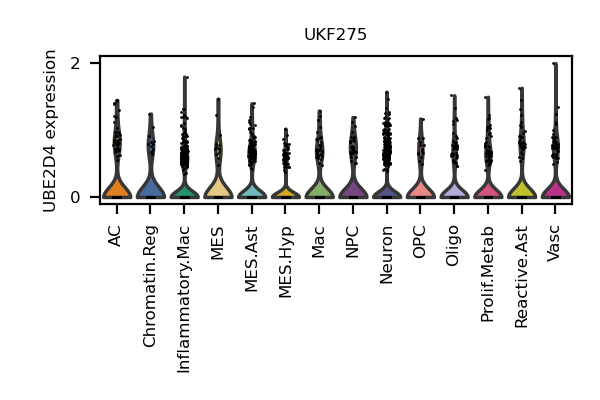 UKF275
UBE2D4 expression
2
0
AC
Chromatin.Reg
Inflammatory.Mac
MES
MES.Ast
MES.Hyp
Mac
NPC
Neuron
OPC
Oligo
Prolif.Metab
Reactive.Ast
Vasc